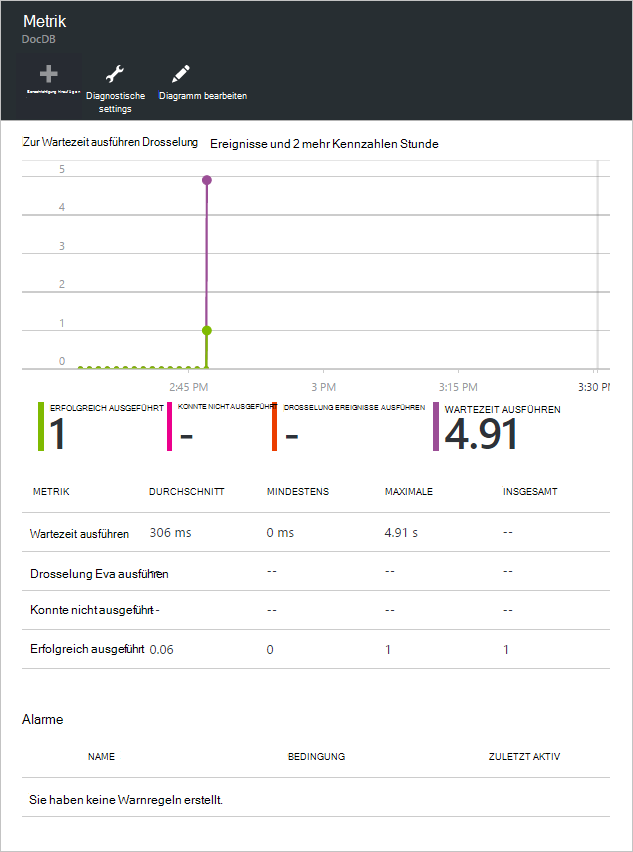 Metrik
DocDB
Benachrichtigung hinzufügen
Diagnostische
settings
Diagramm bearbeiten
Zur Wartezeit ausführen Drosselung Ereignisse und 2 mehr Kennzahlen Stunde
5
4
3
2
1
0
2:45 PM 3 PM 3:15 PM 3:30 PM
ERFOLGREICH AUSGEFÜHRT KONNTE NICHT AUSGEFÜHRT DROSSELUNG EREIGNISSE AUSFÜHREN WARTEZEIT AUSFÜHREN
1 - - 4.91
METRIK DURCHSCHNITT MINDESTENS MAXIMALE INSGESAMT
Wartezeit ausführen 306 ms 0 ms 4.91 s --
Drosselung Eva ausführen -- -- -- --
Konnte nicht ausgeführt -- -- -- --
Erfolgreich ausgeführt 0.06 0 1 1
Alarme
NAME BEDINGUNG ZULETZT AKTIV
Sie haben keine Warnregeln erstellt.